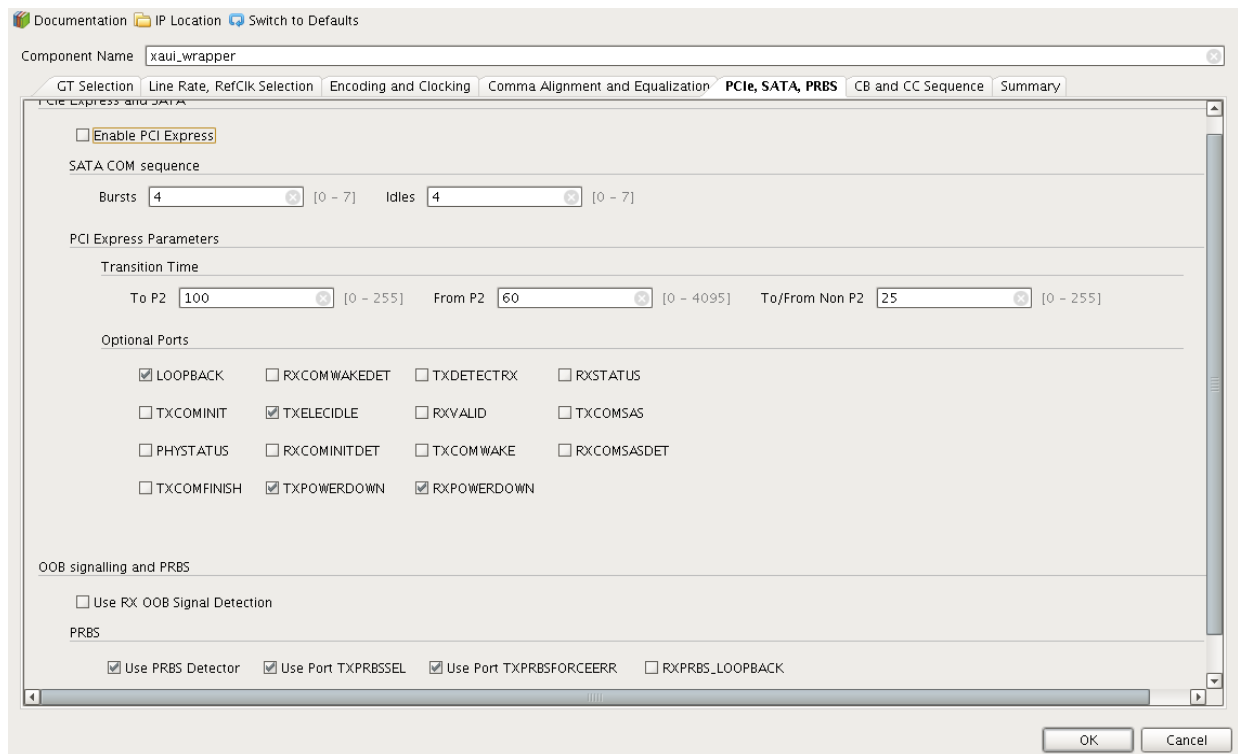 Documentation IP Location Switch to Defaults
Component Name xaui_wrapper
GT Selection Line Rate, RefClk Selection Encoding and Clocking Comma Alignment and Equalization PCIe, SATA, PRBS CB and CC Sequence Summary
PCIe Express and SATA
Enable PCI Express
SATA COM sequence
Bursts 4 [0 - 7] Idles 4 [0 - 7]
PCI Express Parameters
Transition Time
To P2 100 [0 - 255] From P2 60 [0 - 4095] To/From Non P2 25 [0 - 255]
Optional Ports
LOOPBACK RXCOMWAKEDET TXDETECTRX RXSTATUS
TXCOMINIT TXELECIDLE RXVALID TXCOMSAS
PHYSTATUS RXCOMINITDET TXCOMWAKE RXCOMSASDET
TXCOMFINISH TXPOWERDOWN RXPOWERDOWN
OOB signalling and PRBS
Use RX OOB Signal Detection
PRBS
Use PRBS Detector Use Port TXPRBSSEL Use Port TXPRBSFORCEERR RXPRBS_LOOPBACK
OK Cancel